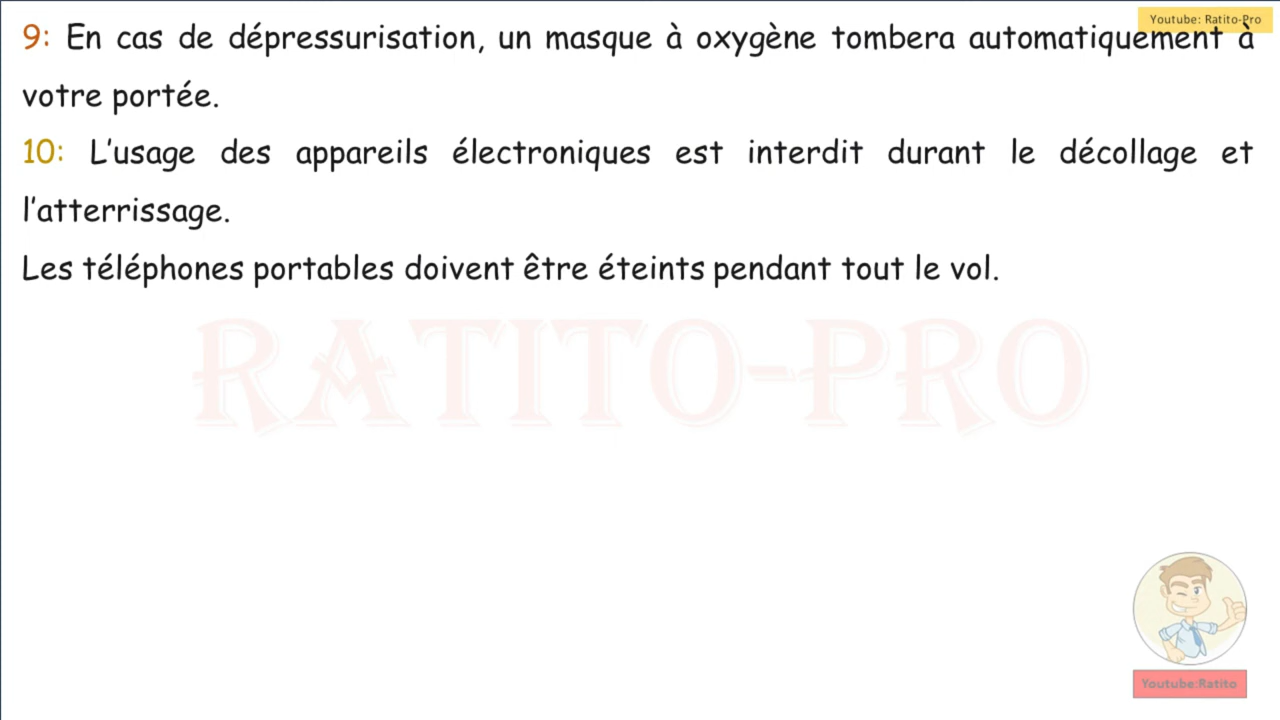 Youtube: Ratito-Pro
9: En cas de dépressurisation, un masque à oxygène tombera automatiquement à
votre portée.
10: L'usage des appareils électroniques est interdit durant le décollage et
l'atterrissage.
Les téléphones portables doivent être éteints pendant tout le vol.
RATITO-PRO
Youtube:Ratito